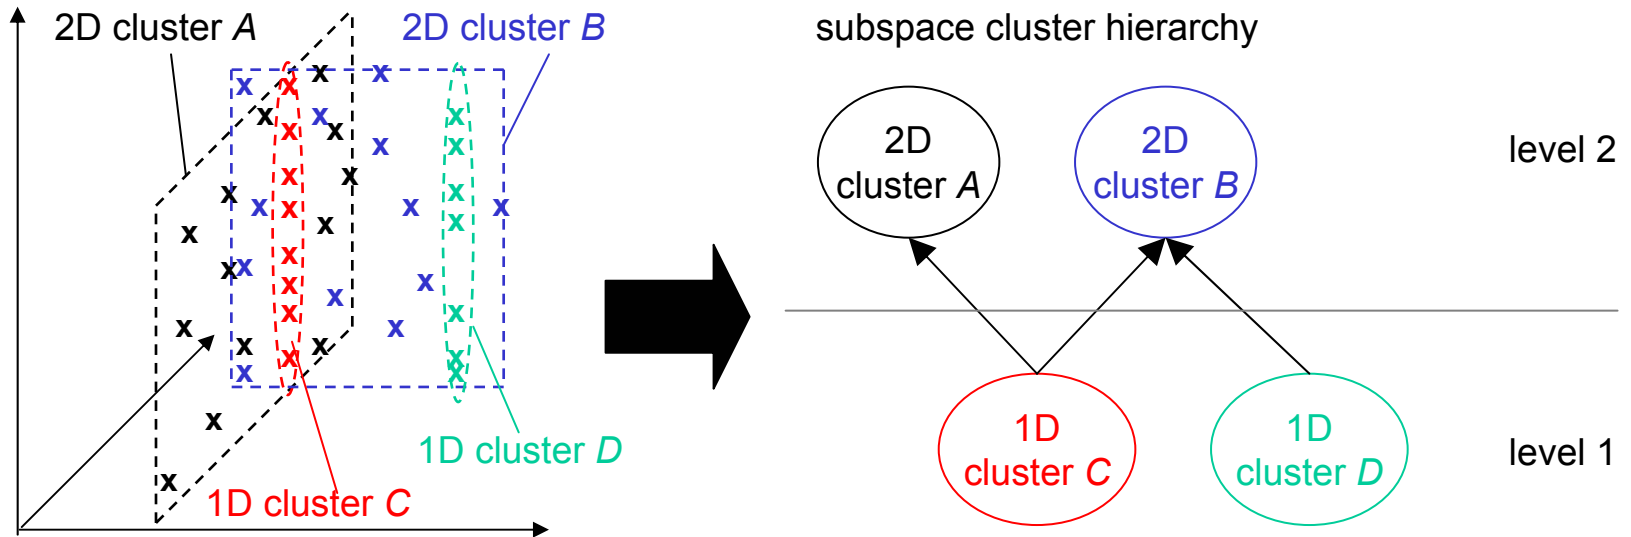 2D cluster A
2D cluster B
1D cluster D
1D cluster C
subspace cluster hierarchy
2D
cluster A
2D
cluster B
level 2
1D
cluster C
1D
cluster D
level 1